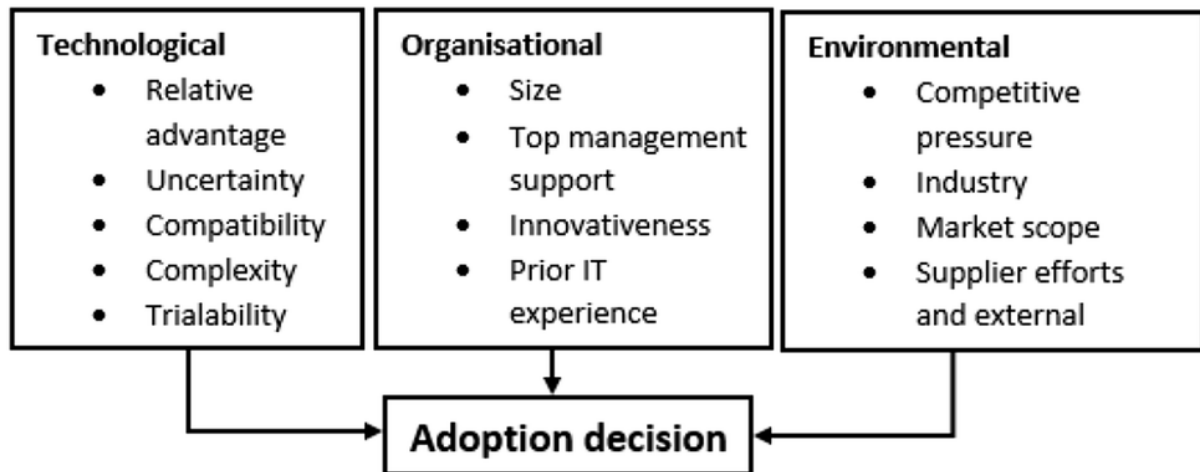 Technological
• Relative
advantage
• Uncertainty
• Compatibility
• Complexity
• Trialability
Organisational
• Size
• Top management
support
• Innovativeness
• Prior IT
experience
Environmental
• Competitive
pressure
• Industry
• Market scope
• Supplier efforts
and external
Adoption decision